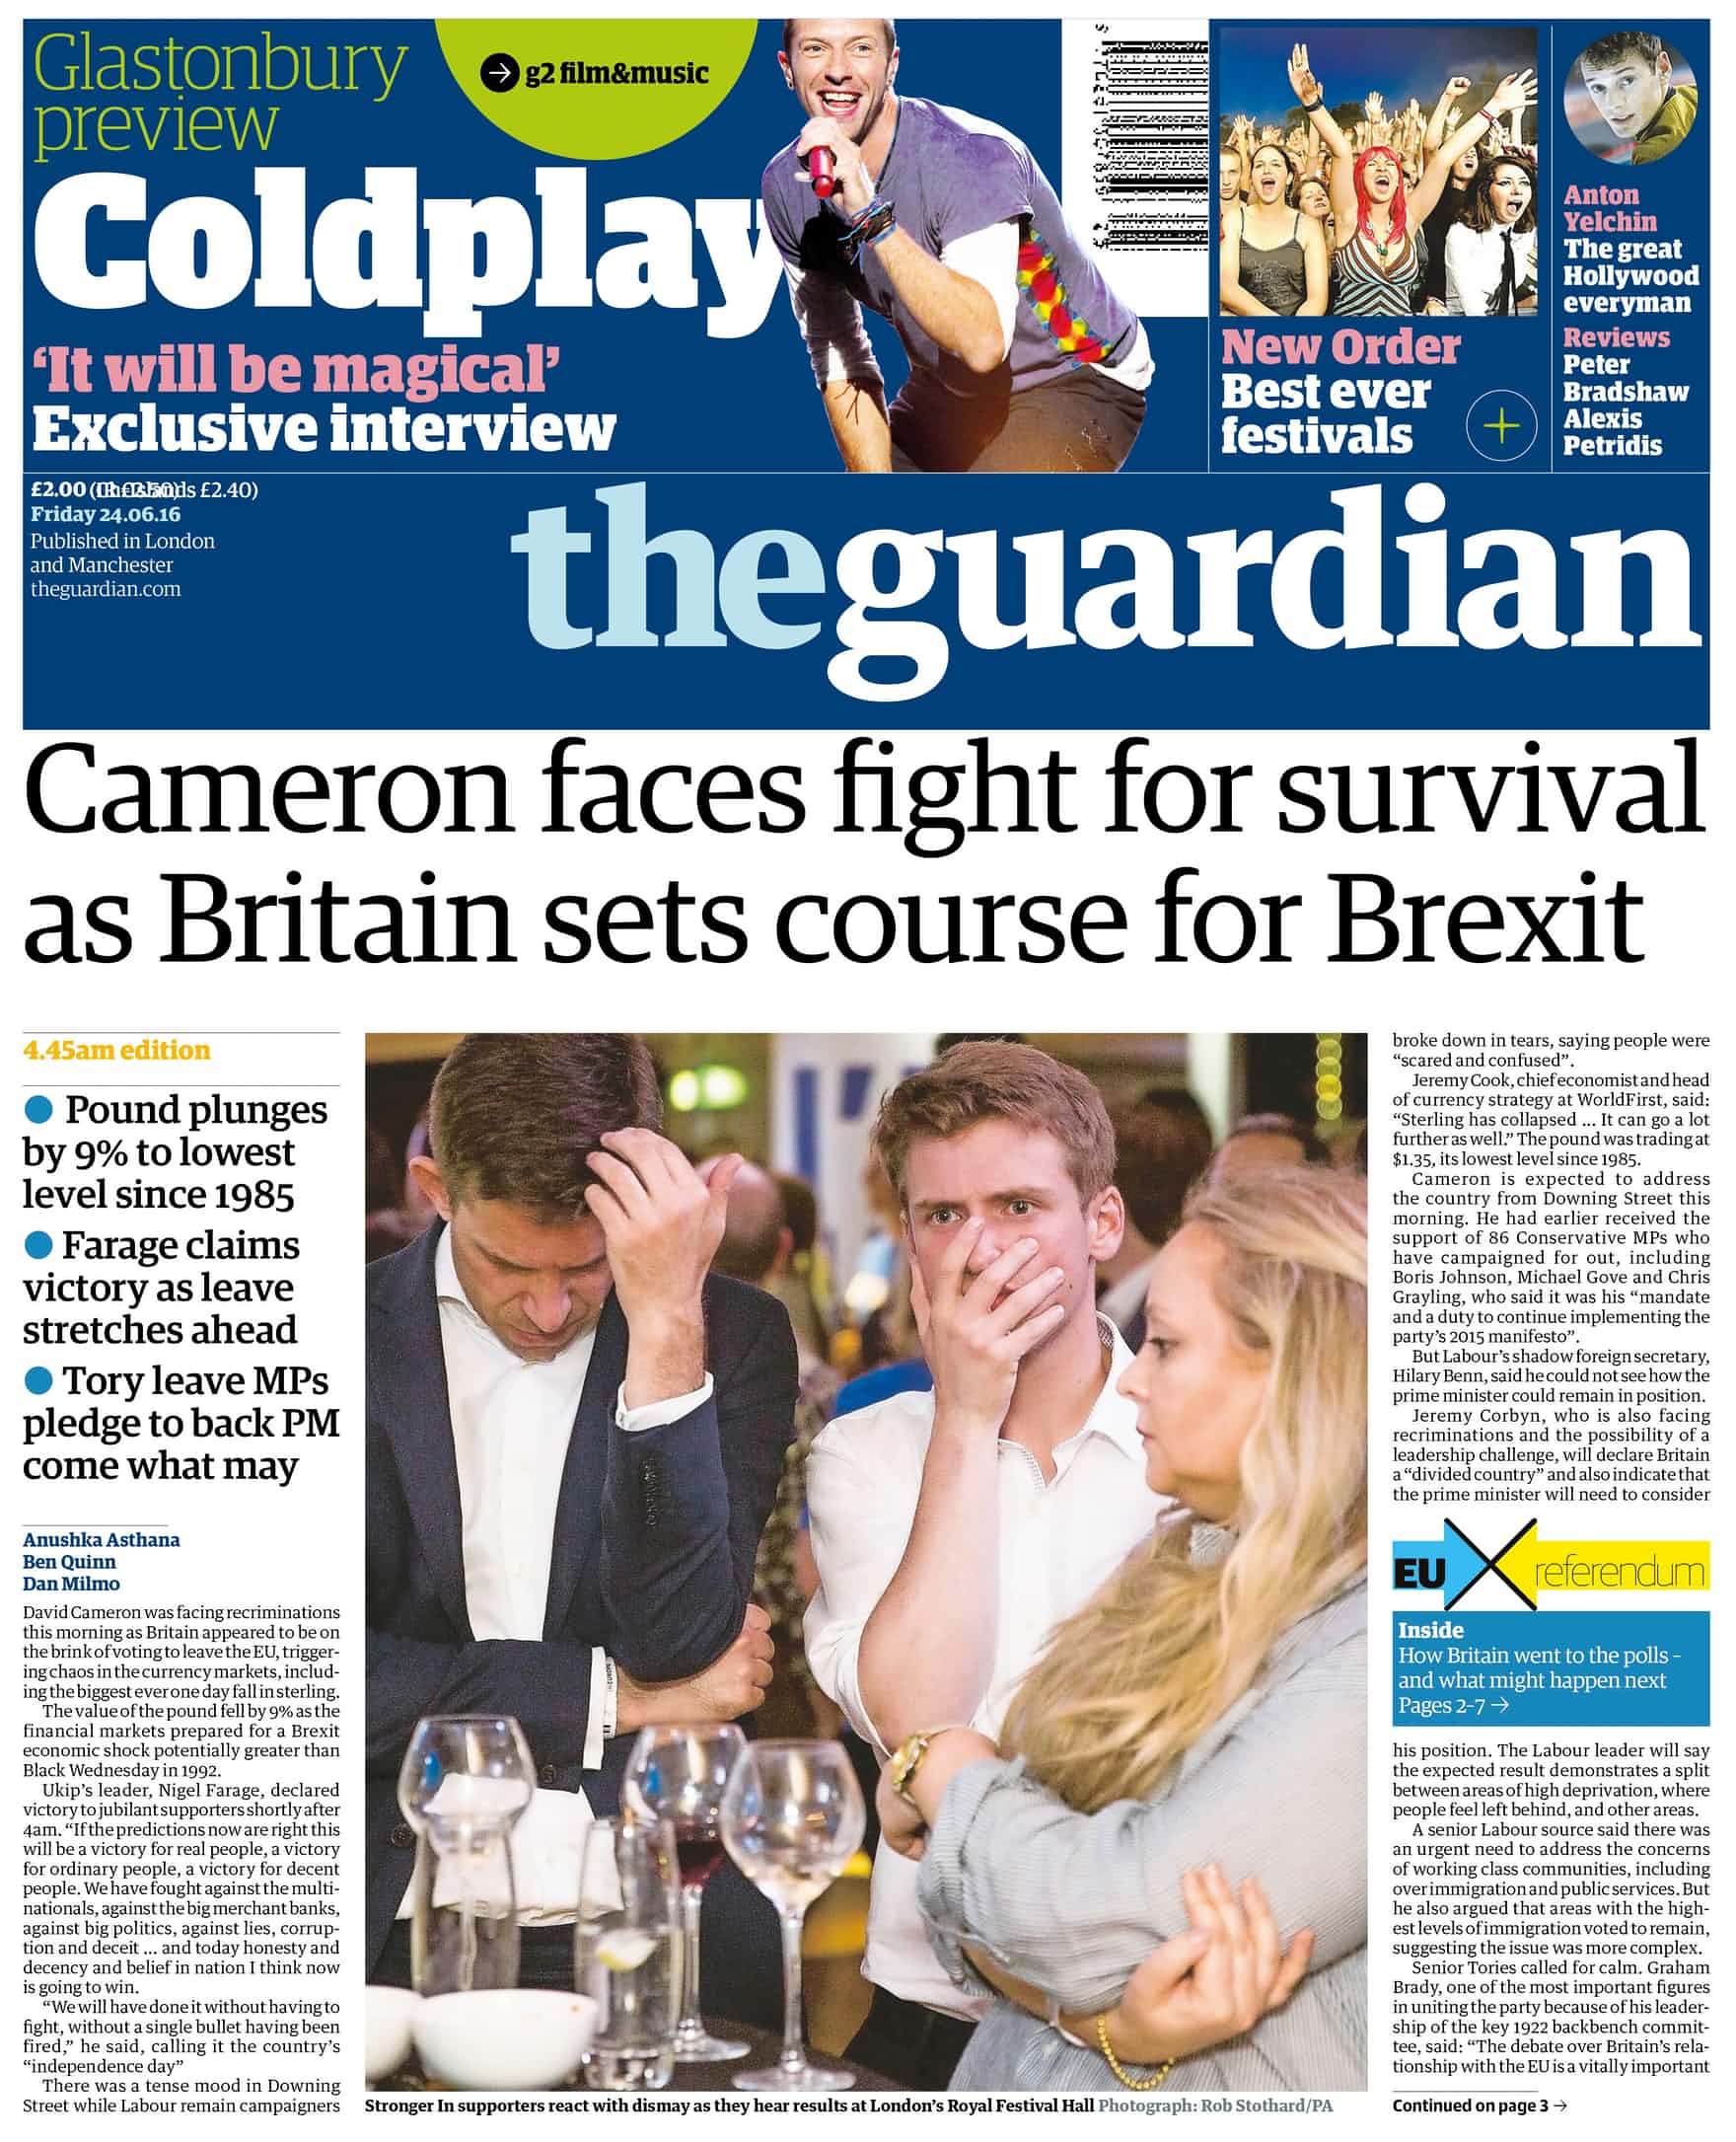 Glastonbury
preview
g2 film&music
Coldplay
‘It will be magical’
Exclusive interview
New Order
Best ever
festivals
Anton
Yelchin
The great
Hollywood
everyman
Reviews
Peter
Bradshaw
Alexis
Petridis
£2.00
£2.40)
Friday 24.06.16
Published in London
and Manchester
theguardian.com
theguardian
Cameron faces fight for survival
as Britain sets course for Brexit
4.45am edition
● Pound plunges
by 9% to lowest
level since 1985
● Farage claims
victory as leave
stretches ahead
● Tory leave MPs
pledge to back PM
come what may
Anushka Asthana
Ben Quinn
Dan Milmo
David Cameron was facing recriminations
this morning as Britain appeared to be on
the brink of voting to leave the EU, trigger-
ing chaos in the currency markets, includ-
ing the biggest ever one day fall in sterling.
The value of the pound fell by 9% as the
financial markets prepared for a Brexit
economic shock potentially greater than
Black Wednesday in 1992.
Ukip’s leader, Nigel Farage, declared
victory to jubilant supporters shortly after
4am. “If the predictions now are right this
will be a victory for real people, a victory
for ordinary people, a victory for decent
people. We have fought against the multi-
nationals, against the big merchant banks,
against big politics, against lies, corrup-
tion and deceit ... and today honesty and
decency and belief in nation I think now
is going to win.
“We will have done it without having to
fight, without a single bullet having been
fired,” he said, calling it the country’s
“independence day”
There was a tense mood in Downing
Street while Labour remain campaigners
Stronger In supporters react with dismay as they hear results at London’s Royal Festival Hall Photograph: Rob Stothard/PA
broke down in tears, saying people were
“scared and confused”.
Jeremy Cook, chief economist and head
of currency strategy at WorldFirst, said:
“Sterling has collapsed ... It can go a lot
further as well.” The pound was trading at
$1.35, its lowest level since 1985.
Cameron is expected to address
the country from Downing Street this
morning. He had earlier received the
support of 86 Conservative MPs who
have campaigned for out, including
Boris Johnson, Michael Gove and Chris
Grayling, who said it was his “mandate
and a duty to continue implementing the
party’s 2015 manifesto”.
But Labour’s shadow foreign secretary,
Hilary Benn, said he could not see how the
prime minister could remain in position.
Jeremy Corbyn, who is also facing
recriminations and the possibility of a
leadership challenge, will declare Britain
a “divided country” and also indicate that
the prime minister will need to consider
EU referendum
Inside
How Britain went to the polls –
and what might happen next
Pages 2-7 →
his position. The Labour leader will say
the expected result demonstrates a split
between areas of high deprivation, where
people feel left behind, and other areas.
A senior Labour source said there was
an urgent need to address the concerns
of working class communities, including
over immigration and public services. But
he also argued that areas with the high-
est levels of immigration voted to remain,
suggesting the issue was more complex.
Senior Tories called for calm. Graham
Brady, one of the most important figures
in uniting the party because of his leader-
ship of the key 1922 backbench commit-
tee, said: “The debate over Britain’s rela-
tionship with the EU is a vitally important
Continued on page 3 →